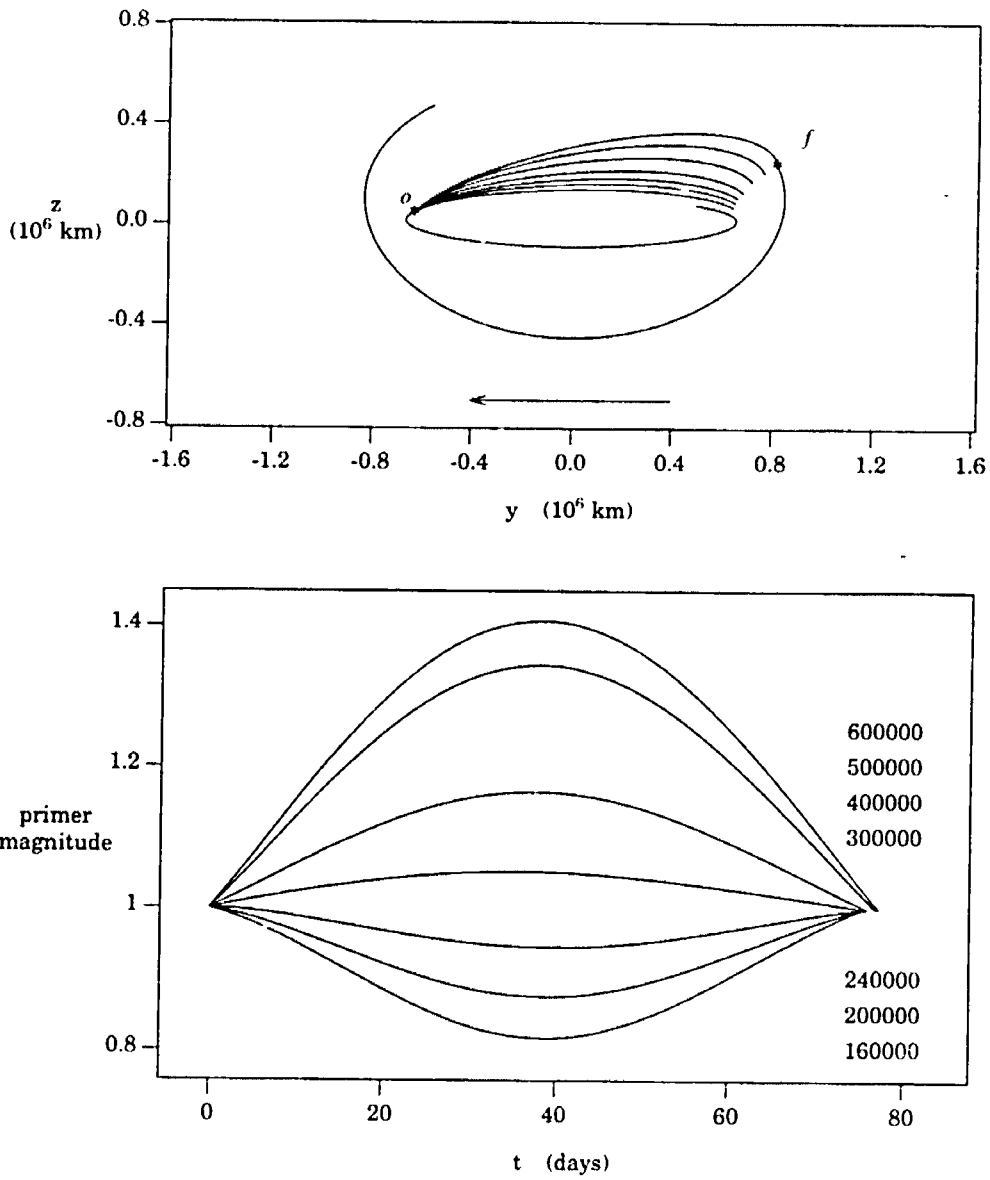 0.8
0.4
z
(10⁶ km)
0.0
-0.4
-0.8
o
f
-1.6 -1.2 -0.8 -0.4 0.0 0.4 0.8 1.2 1.6
y (10⁶ km)
1.4
1.2
primer
magnitude
1
0.8
600000
500000
400000
300000
240000
200000
160000
0 20 40 60 80
t (days)